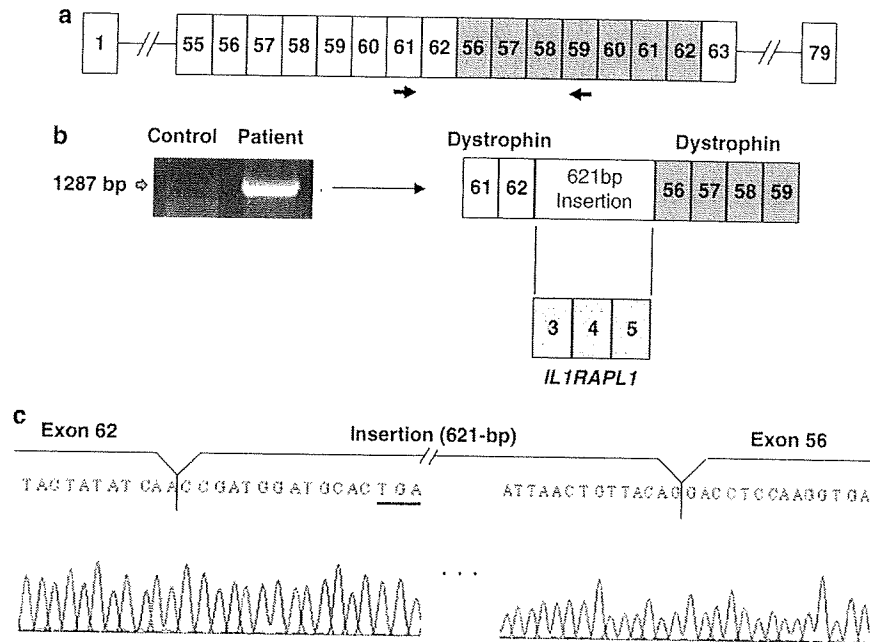 a
1 55 56 57 58 59 60 61 62 56 57 58 59 60 61 62 63 79
b
Control Patient
1287 bp
Dystrophin
Dystrophin
61 62 621bp Insertion 56 57 58 59
3 4 5
IL1RAPL1
c
Exon 62 Insertion (621-bp) Exon 56
TACTATATCAACCGATGGATGCACTGA ATTAACTGTTACAGGACCTCCAAGGTGA
. . .